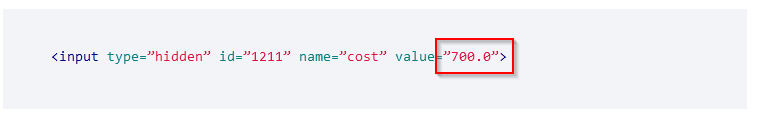 <input type=”hidden” id=”1211” name=”cost” value=”700.0”>